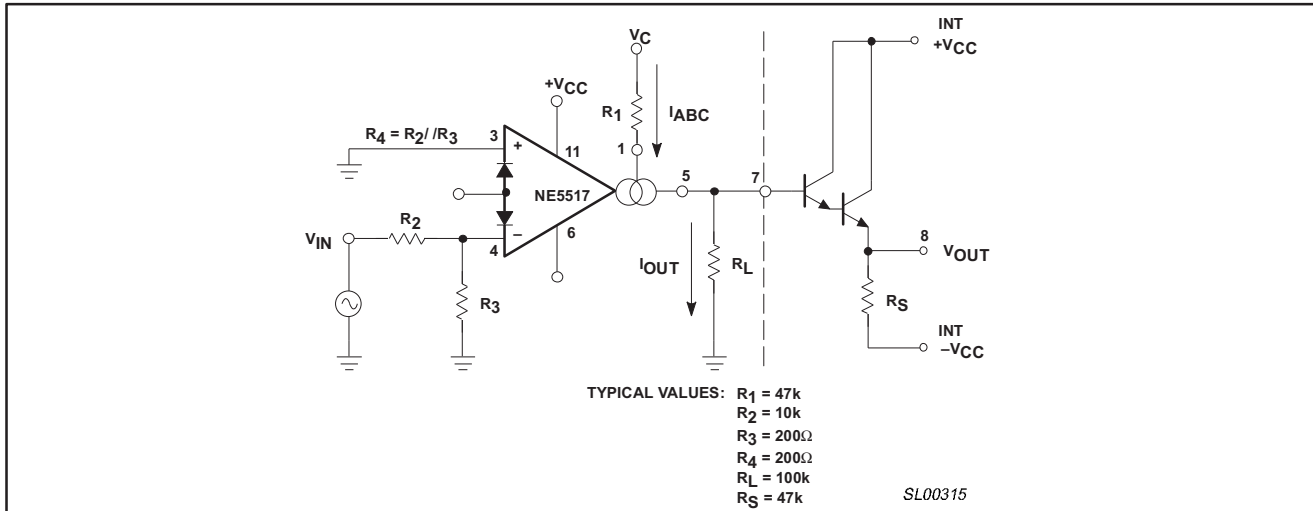 INT
+VCC
VC
+VCC
R1
IABC
R4 = R2/ /R3
3
+
11
1
NE5517
5
7
VIN
R2
−
4
6
R3
IOUT
RL
8
VOUT
RS
INT
−VCC
TYPICAL VALUES: R1 = 47k
R2 = 10k
R3 = 200Ω
R4 = 200Ω
RL = 100k
RS = 47k
SL00315